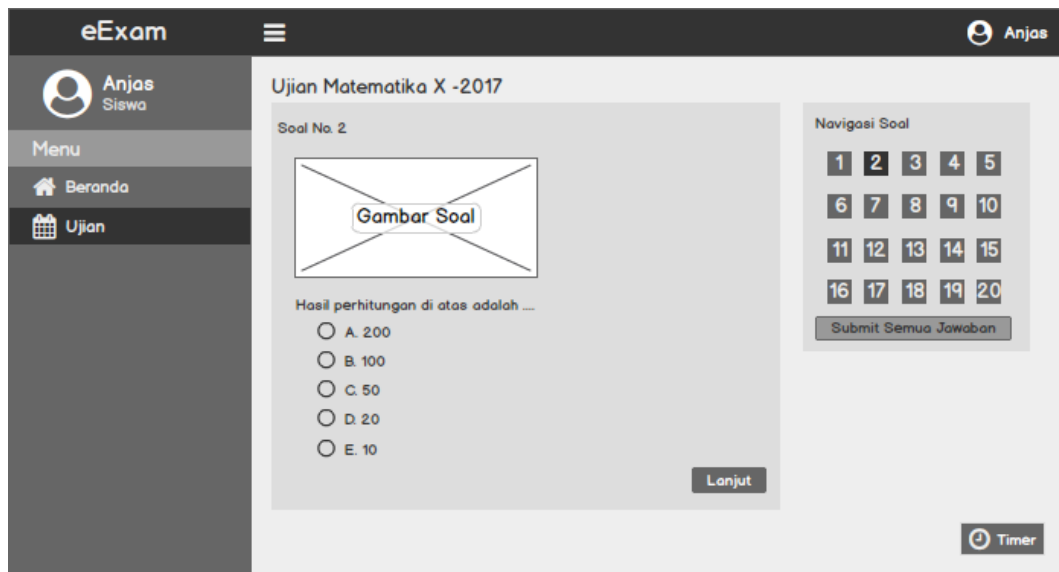 eExam
Anjas
Anjas
Siswa
Menu
Beranda
Ujian
Ujian Matematika X -2017
Soal No. 2
Gambar Soal
Hasil perhitungan di atas adalah ....
A. 200
B. 100
C. 50
D. 20
E. 10
Lanjut
Navigasi Soal
1 2 3 4 5
6 7 8 9 10
11 12 13 14 15
16 17 18 19 20
Submit Semua Jawaban
Timer